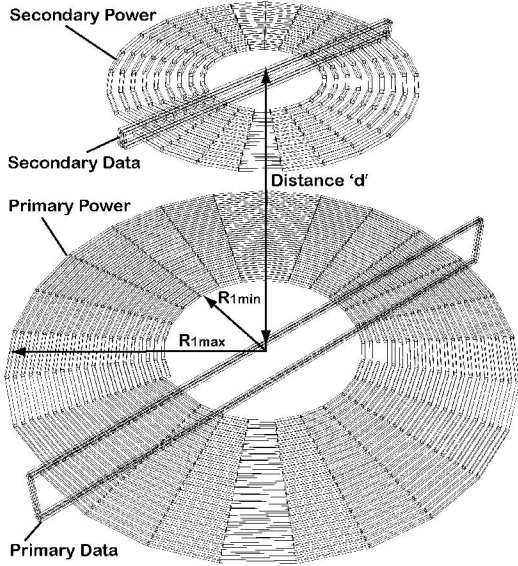 Secondary Power
Secondary Data
Distance 'd'
Primary Power
R1min
R1max
Primary Data